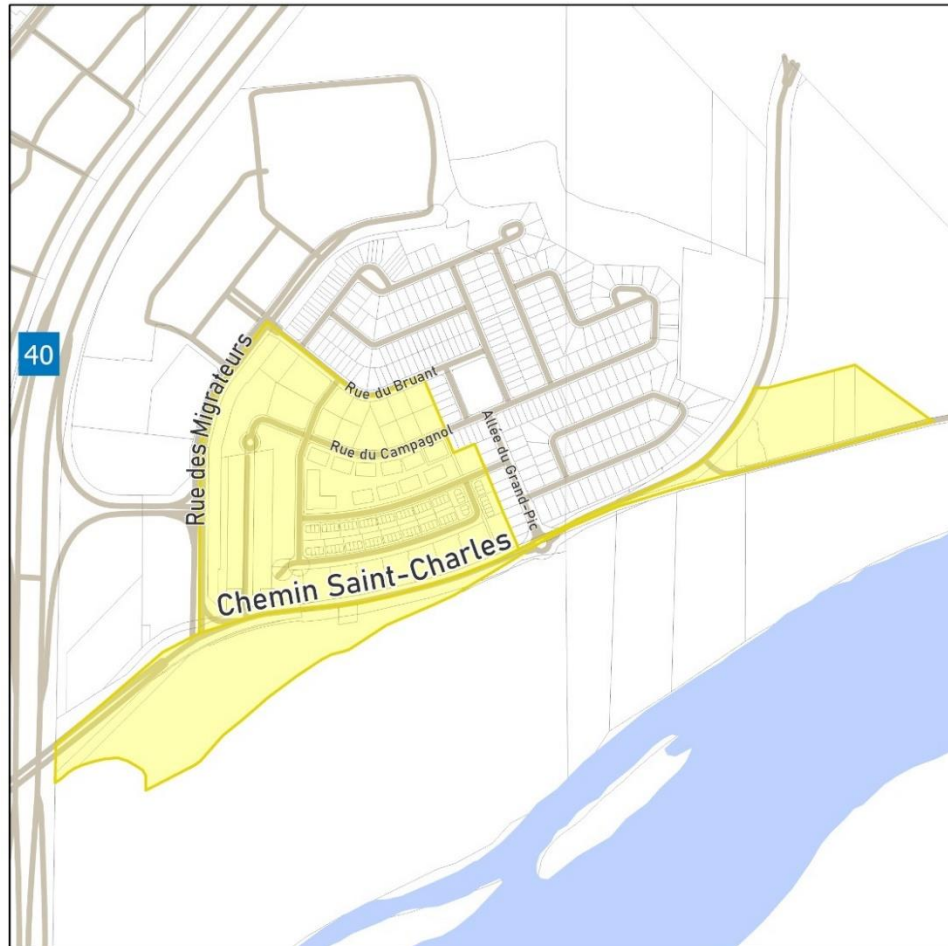 40
Rue des Migrateurs
Rue du Bruant
Rue du Campagnol
Allée du Grand-Pic
Chemin Saint-Charles